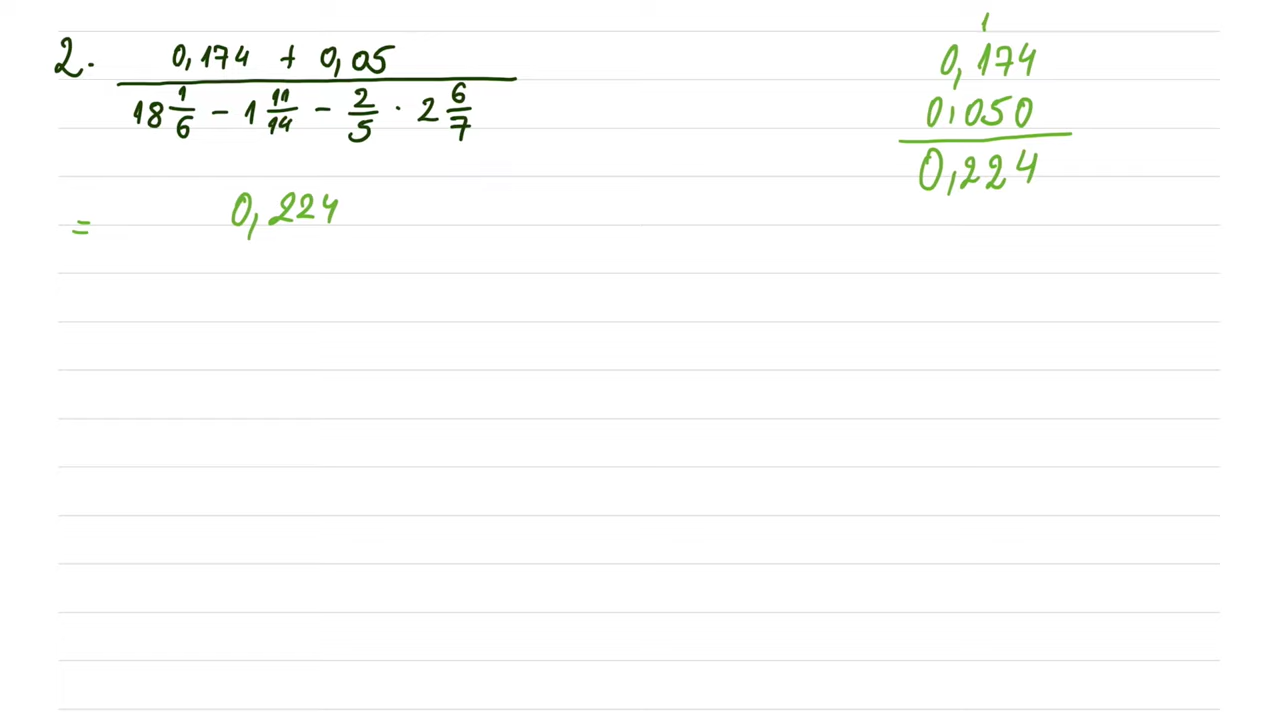 2. 0,174 + 0,05
18 1/6 - 1 11/14 - 2/5 · 2 6/7
= 0,224
1
0,174
0,050
0,224